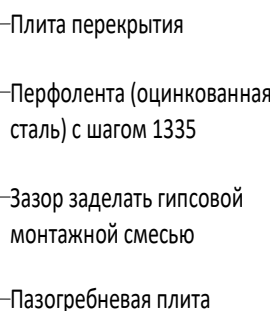 Плита перекрытия
Перфолента (оцинкованная
сталь) с шагом 1335
Зазор заделать гипсовой
монтажной смесью
Пазогребневая плита